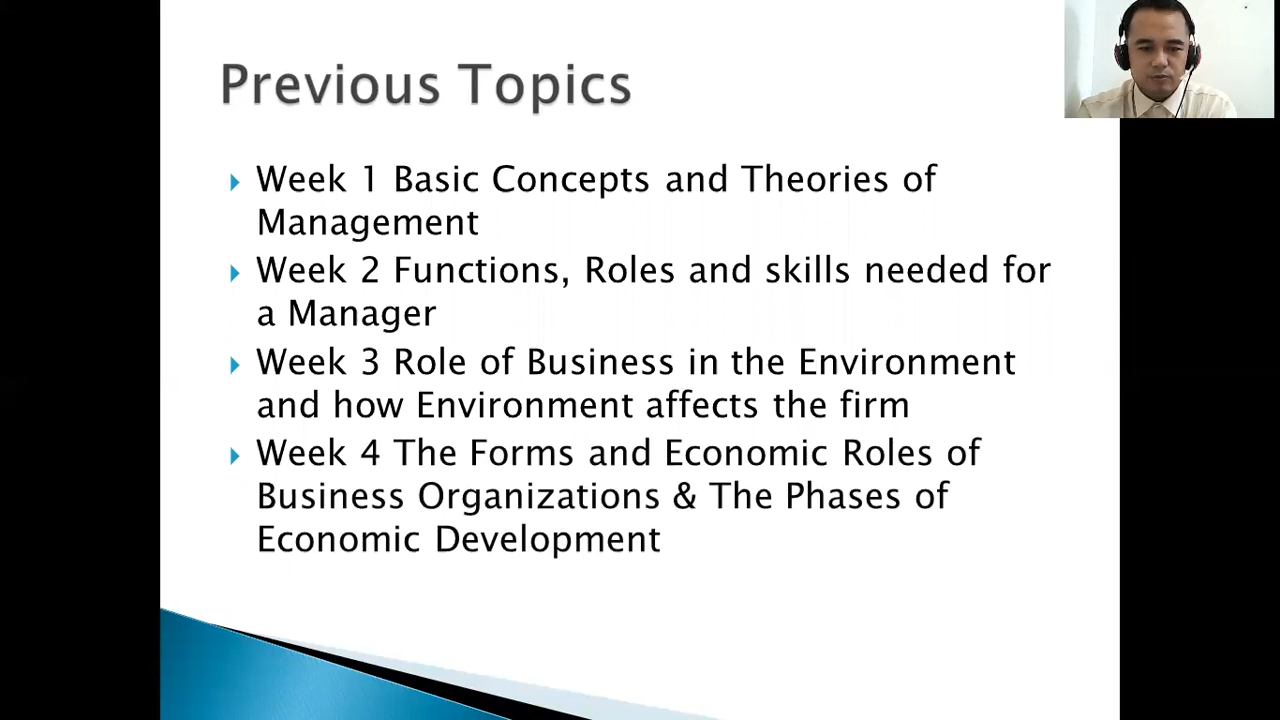 Previous Topics
Week 1 Basic Concepts and Theories of
Management
Week 2 Functions, Roles and skills needed for
a Manager
Week 3 Role of Business in the Environment
and how Environment affects the firm
Week 4 The Forms and Economic Roles of
Business Organizations & The Phases of
Economic Development